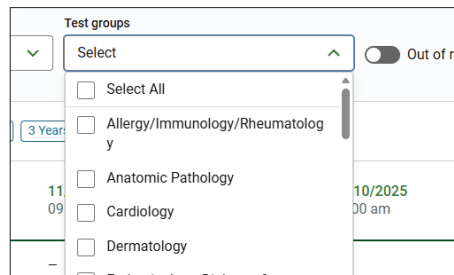 Test groups
Select
Out of r
Select All
Allergy/Immunology/Rheumatolog
y
3 Years
Anatomic Pathology
11
10/2025
09
00 am
Cardiology
Dermatology
–